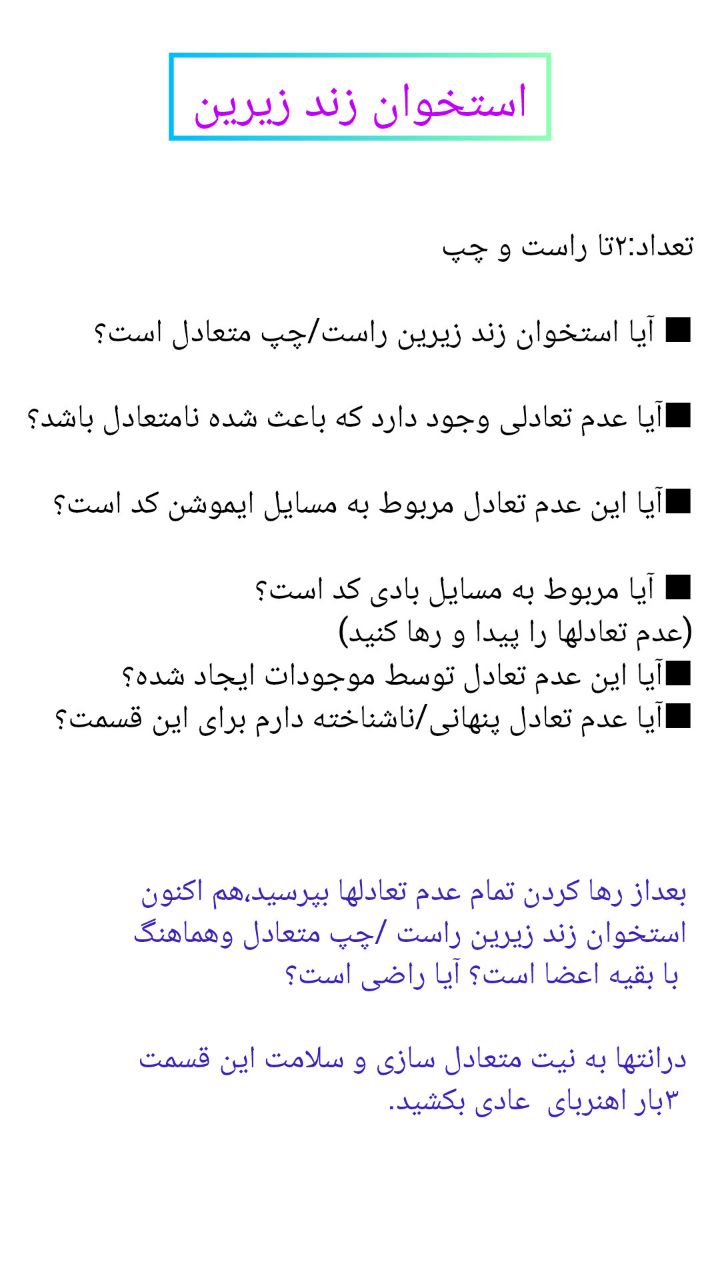 استخوان زند زیرین
تعداد:۲تا راست و چپ
■ آیا استخوان زند زیرین راست/چپ متعادل است؟
■آیا عدم تعادلی وجود دارد که باعث شده نامتعادل باشد؟
■آیا این عدم تعادل مربوط به مسایل ایموشن کد است؟
■ آیا مربوط به مسایل بادی کد است؟
(عدم تعادلها را پیدا و رها کنید)
■آیا این عدم تعادل توسط موجودات ایجاد شده؟
■آیا عدم تعادل پنهانی/ناشناخته دارم برای این قسمت؟
بعداز رها کردن تمام عدم تعادلها بپرسید،هم اکنون
استخوان زند زیرین راست /چپ متعادل وهماهنگ
با بقیه اعضا است؟ آیا راضی است؟
درانتها به نیت متعادل سازی و سلامت این قسمت
۳بار اهنربای عادی بکشید.